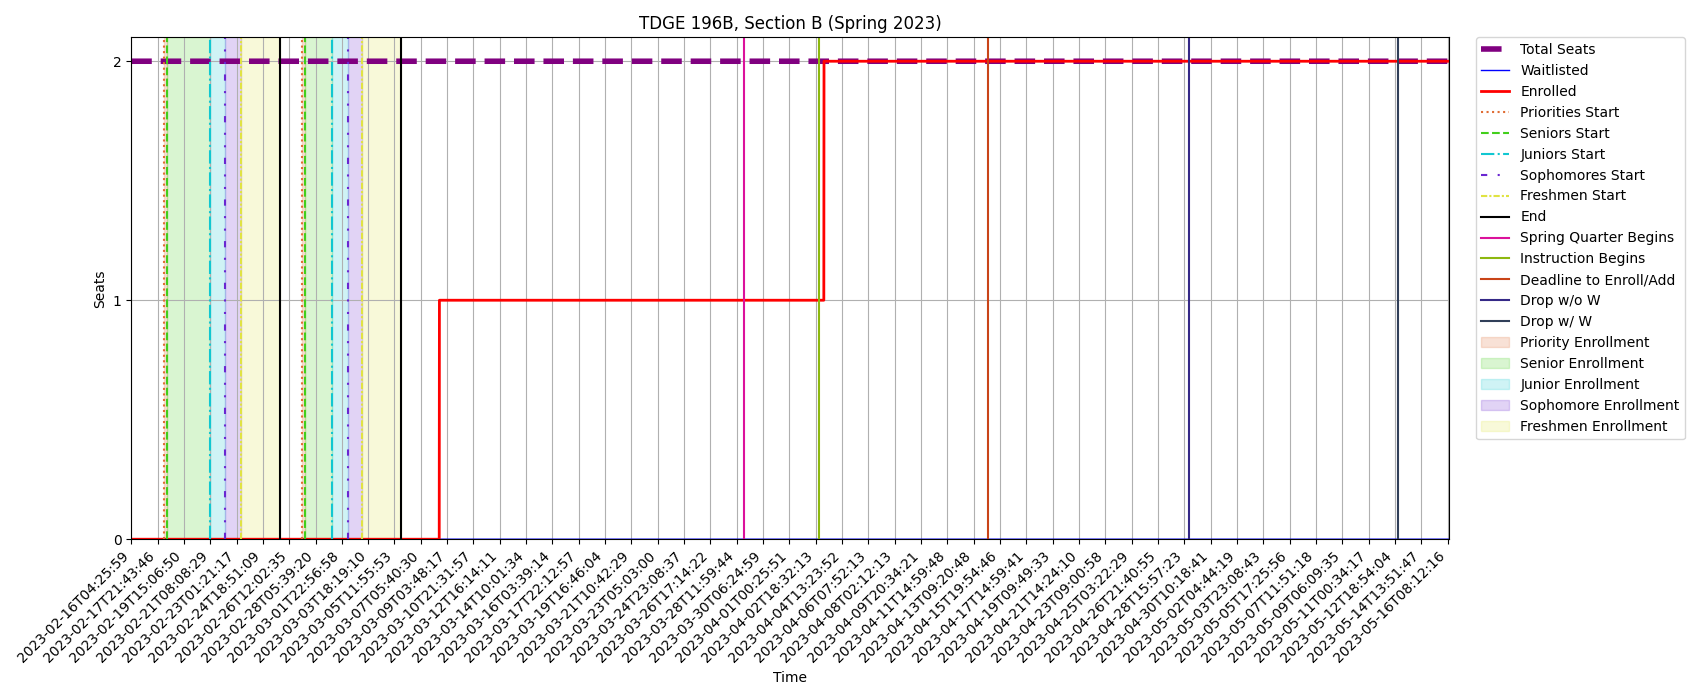 TDGE 196B, Section B (Spring 2023)
Seats
2
1
0
2023-02-16T04:25:59
2023-02-17T21:43:46
2023-02-19T15:06:50
2023-02-21T08:08:29
2023-02-23T01:21:17
2023-02-24T18:51:09
2023-02-26T12:02:35
2023-02-28T05:39:20
2023-03-01T22:56:58
2023-03-03T18:19:10
2023-03-05T11:55:53
2023-03-07T05:40:30
2023-03-09T03:48:17
2023-03-10T21:31:57
2023-03-12T16:14:11
2023-03-14T10:01:34
2023-03-16T03:39:14
2023-03-17T22:12:57
2023-03-19T16:46:04
2023-03-21T10:42:29
2023-03-23T05:03:00
2023-03-24T23:08:37
2023-03-26T17:14:22
2023-03-28T11:59:44
2023-03-30T06:24:59
2023-04-01T00:25:51
2023-04-02T18:32:13
2023-04-04T13:23:52
2023-04-06T07:52:13
2023-04-08T02:12:13
2023-04-09T20:34:21
2023-04-11T14:59:48
2023-04-13T09:20:48
2023-04-15T19:54:46
2023-04-17T14:59:41
2023-04-19T09:49:33
2023-04-21T14:24:10
2023-04-23T09:00:58
2023-04-25T03:22:29
2023-04-26T21:40:55
2023-04-28T15:57:23
2023-04-30T10:18:41
2023-05-02T04:44:19
2023-05-03T23:08:43
2023-05-05T17:25:56
2023-05-07T11:51:18
2023-05-09T06:09:35
2023-05-11T00:34:17
2023-05-12T18:54:04
2023-05-14T13:51:47
2023-05-16T08:12:16
Time
Total Seats
Waitlisted
Enrolled
Priorities Start
Seniors Start
Juniors Start
Sophomores Start
Freshmen Start
End
Spring Quarter Begins
Instruction Begins
Deadline to Enroll/Add
Drop w/o W
Drop w/ W
Priority Enrollment
Senior Enrollment
Junior Enrollment
Sophomore Enrollment
Freshmen Enrollment